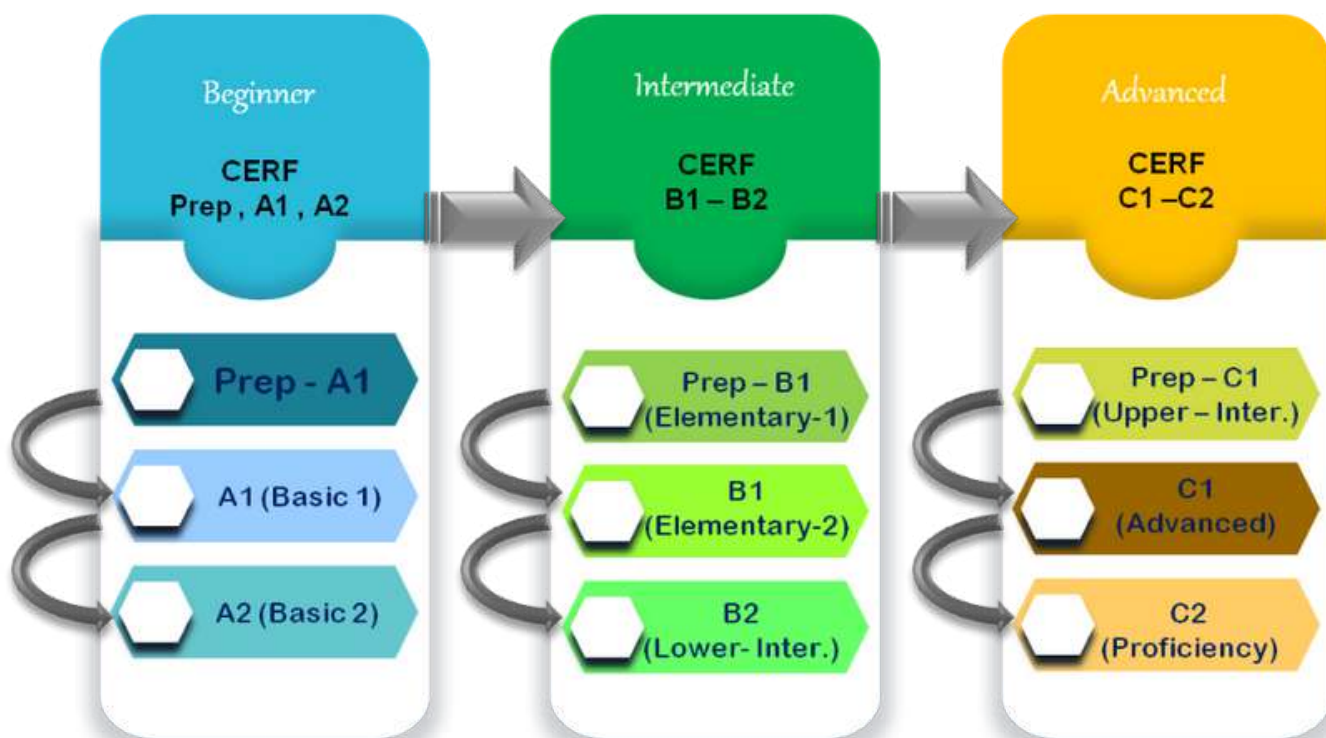 Beginner
CERF
Prep , A1 , A2
Prep - A1
A1 (Basic 1)
A2 (Basic 2)
Intermediate
CERF
B1 – B2
Prep – B1
(Elementary-1)
B1
(Elementary-2)
B2
(Lower- Inter.)
Advanced
CERF
C1 –C2
Prep – C1
(Upper – Inter.)
C1
(Advanced)
C2
(Proficiency)